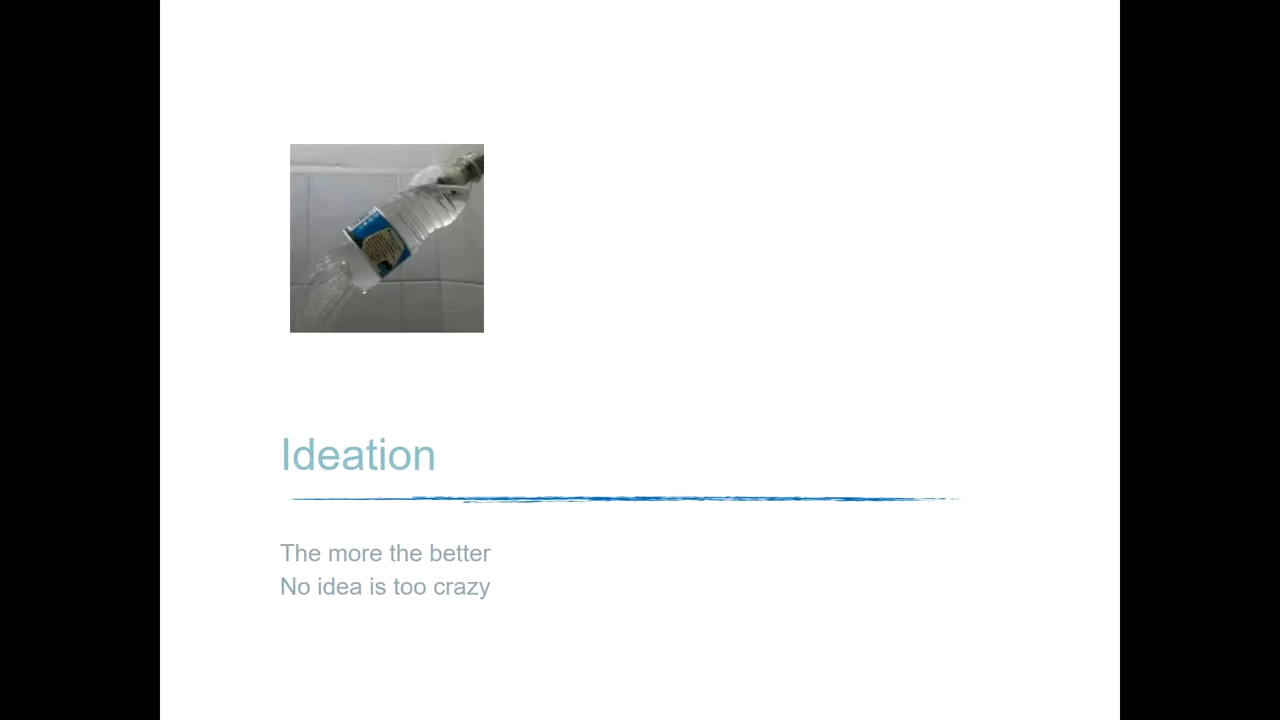 Ideation
The more the better
No idea is too crazy